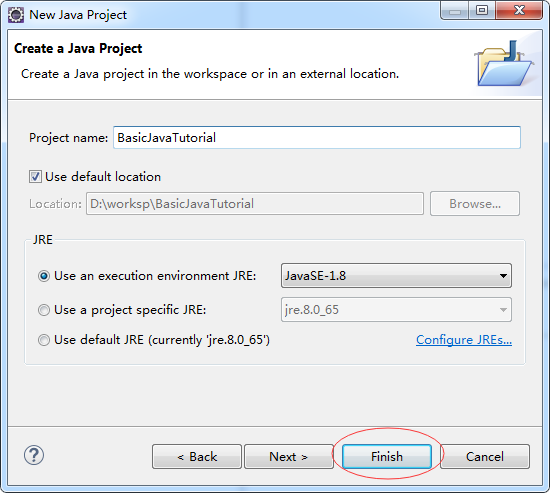 New Java Project
Create a Java Project
Create a Java project in the workspace or in an external location.
Project name: BasicJavaTutorial
Use default location
Location: D:\worksp\BasicJavaTutorial Browse...
JRE
Use an execution environment JRE: JavaSE-1.8
Use a project specific JRE: jre.8.0_65
Use default JRE (currently 'jre.8.0_65') Configure JREs...
? < Back Next > Finish Cancel